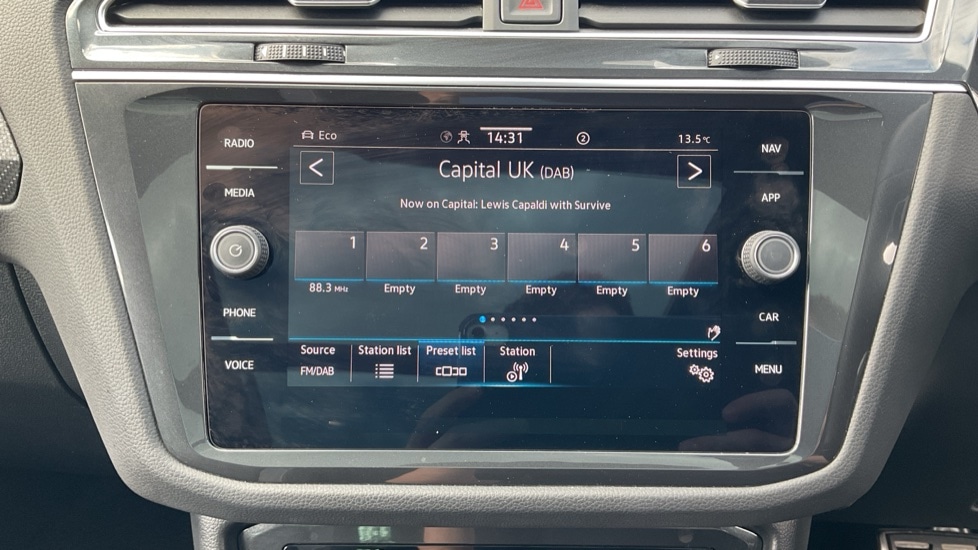 RADIO
MEDIA
PHONE
VOICE
Eco
14:31
2
13.5°C
<
Capital UK (DAB)
>
Now on Capital: Lewis Capaldi with Survive
1 2 3 4 5 6
88.3 MHz Empty Empty Empty Empty Empty
Source Station list Preset list Station Settings
FM/DAB
NAV
APP
CAR
MENU